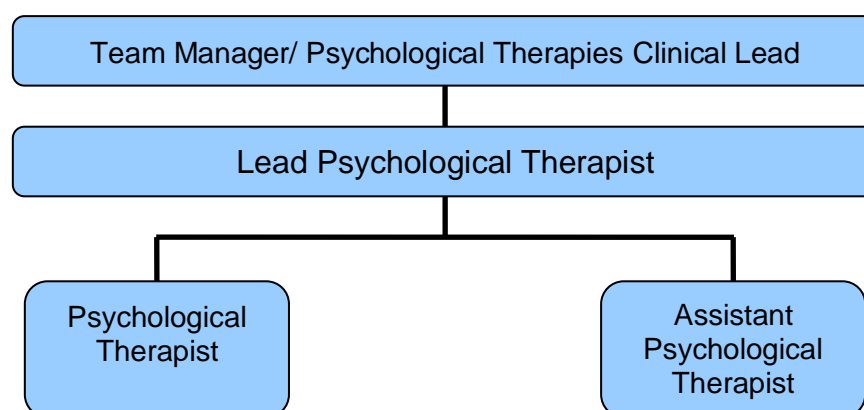 Team Manager/ Psychological Therapies Clinical Lead
Lead Psychological Therapist
Psychological
Therapist
Assistant
Psychological
Therapist